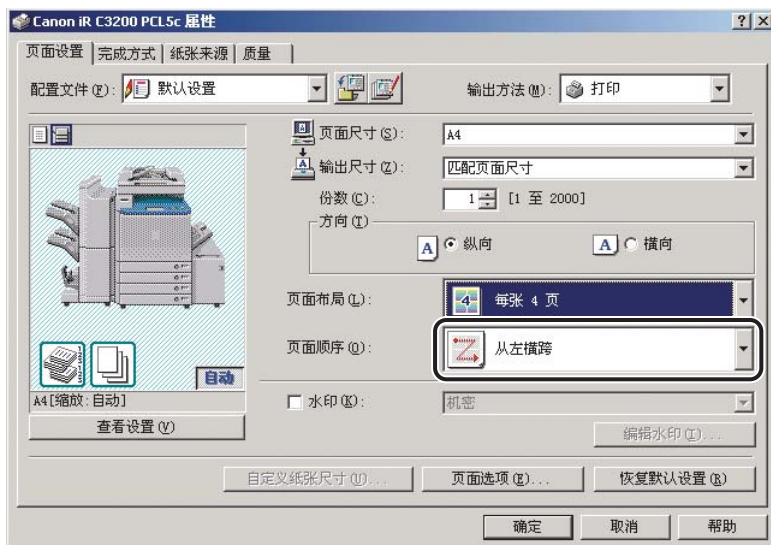 Canon iR C3200 PCL5c 属性
页面设置 完成方式 纸张来源 质量
配置文件(F): 默认设置 输出方法(M): 打印
页面尺寸(S): A4
输出尺寸(Z): 匹配页面尺寸
份数(C): 1 [1 至 2000]
方向(T)
A 纵向 A 横向
页面布局(L): 4 每张 4 页
页面顺序(O): 从左横跨
自动
A4[缩放:自动]
水印(K): 机密
查看设置(V) 编辑水印(I)...
自定义纸张尺寸(U)... 页面选项(E)... 恢复默认设置(R)
确定 取消 帮助